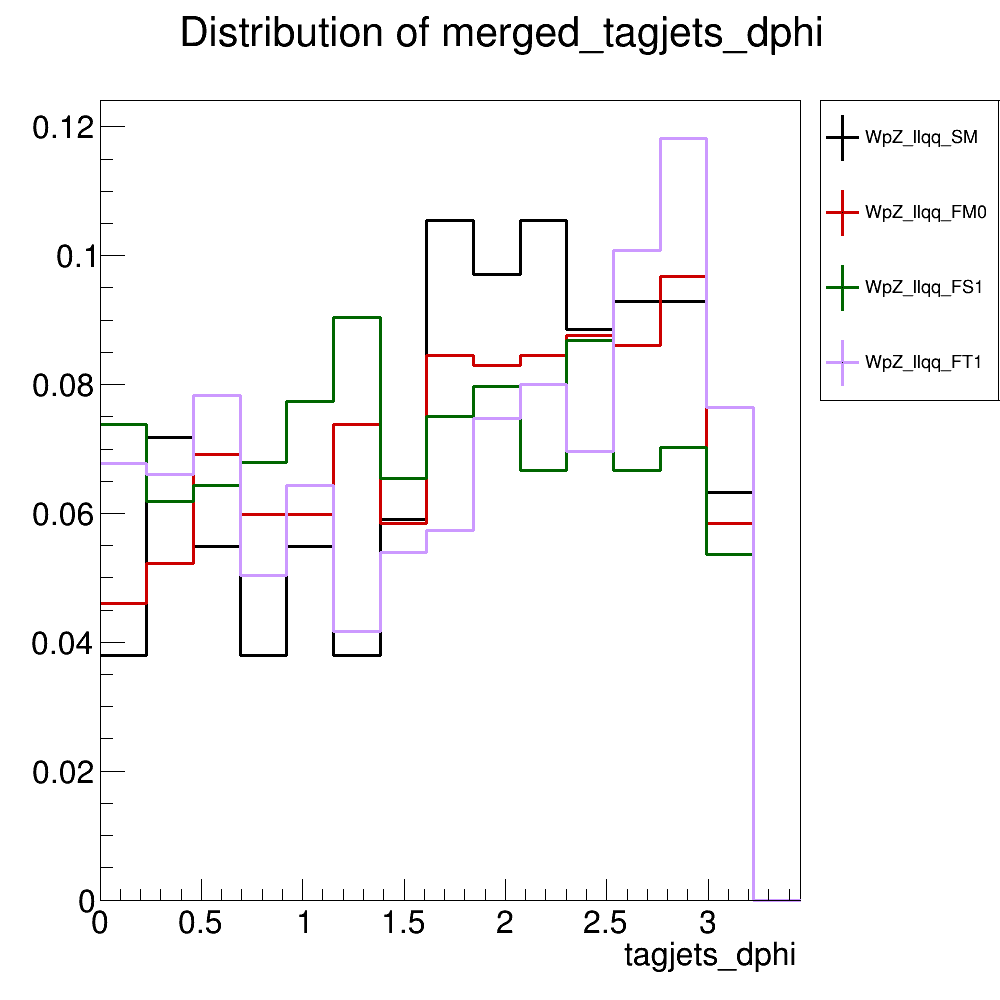 Distribution of merged_tagjets_dphi
0.12
0.1
0.08
0.06
0.04
0.02
0
0 0.5 1 1.5 2 2.5 3
tagjets_dphi
WpZ_llqq_SM
WpZ_llqq_FM0
WpZ_llqq_FS1
WpZ_llqq_FT1